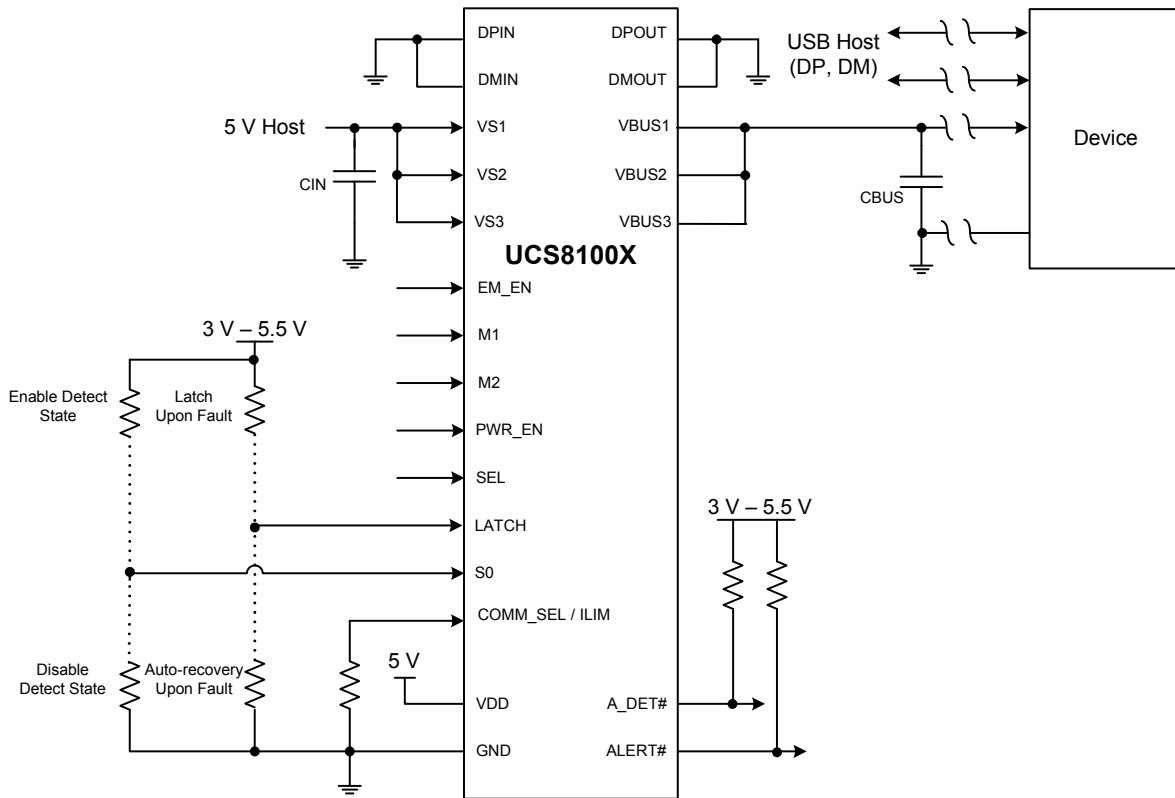 DPIN
DPOUT
USB Host
(DP, DM)
DMIN
DMOUT
5 V Host
VS1
VBUS1
Device
CIN
VS2
VBUS2
CBUS
VS3
VBUS3
UCS8100X
EM_EN
3 V – 5.5 V
M1
M2
Enable Detect
State
Latch
Upon Fault
PWR_EN
SEL
3 V – 5.5 V
LATCH
S0
COMM_SEL / ILIM
Disable
Detect State
Auto-recovery
Upon Fault
5 V
VDD
A_DET#
GND
ALERT#